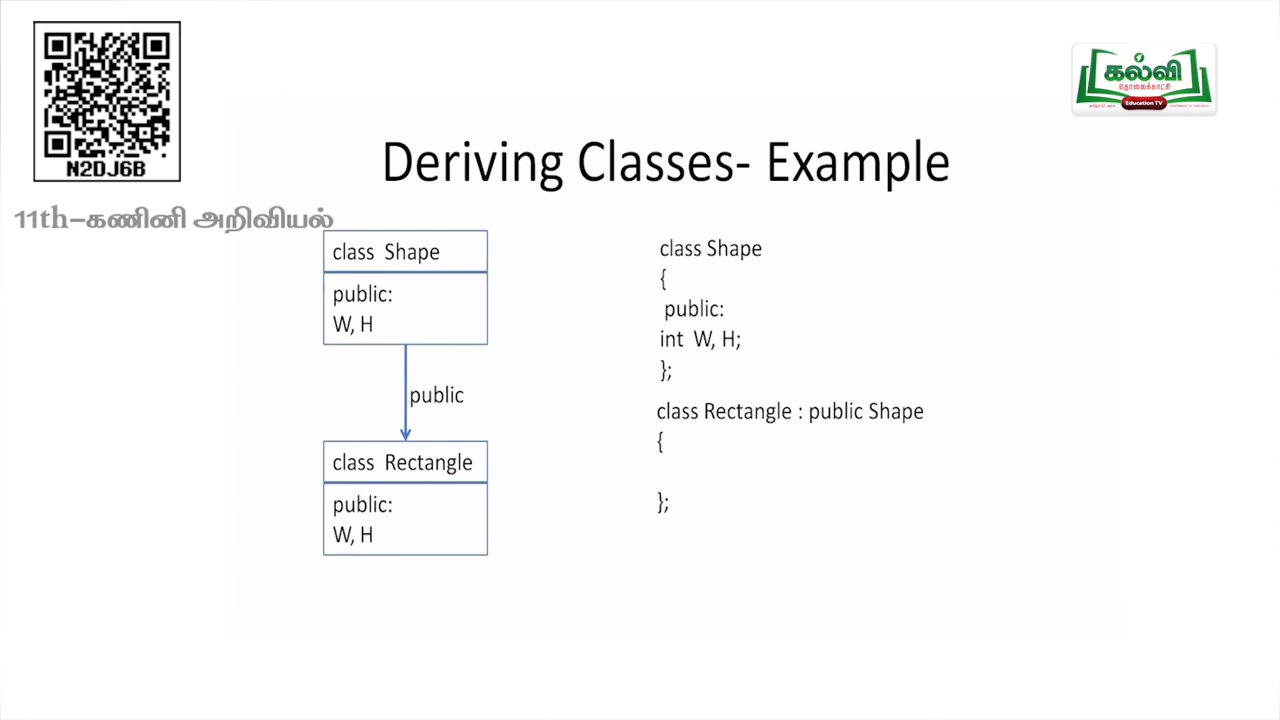 N2DJ6B
கல்வி
தொலைக்காட்சி
Education TV
Deriving Classes- Example
11th-கணினி அறிவியல்
class Shape
public:
W, H
public
class Rectangle
public:
W, H
class Shape
{
public:
int W, H;
};
class Rectangle : public Shape
{
};